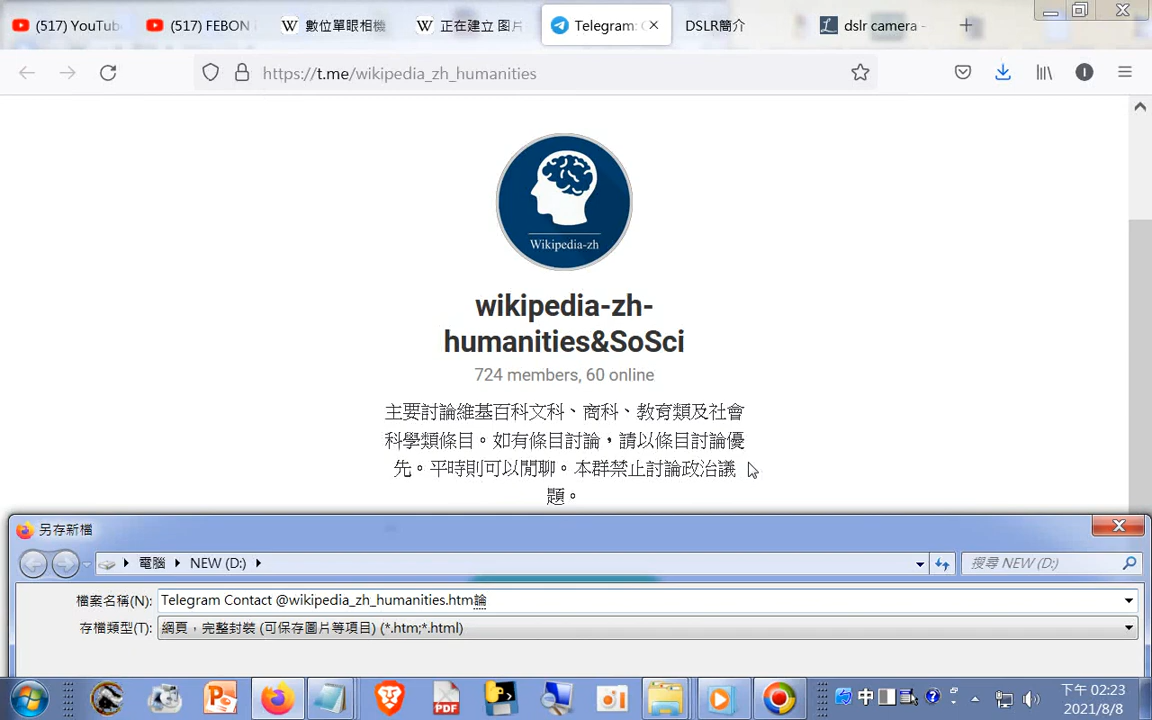 (517) YouTub
(517) FEBON
數位單眼相機
正在建立 圖片
Telegram: C
DSLR簡介
dslr camera -
https://t.me/wikipedia_zh_humanities
Wikipedia-zh
wikipedia-zh-
humanities&SoSci
724 members, 60 online
主要討論維基百科文科、商科、教育類及社會
科學類條目。如有條目討論，請以條目討論優
先。平時則可以閒聊。本群禁止討論政治議
題。
另存新檔
電腦 NEW (D:)
搜尋 NEW (D:)
檔案名稱(N): Telegram Contact @wikipedia_zh_humanities.htm論
存檔類型(T): 網頁，完整封裝 (可保存圖片等項目) (*.htm;*.html)
PDF
中
下午 02:23
2021/8/8